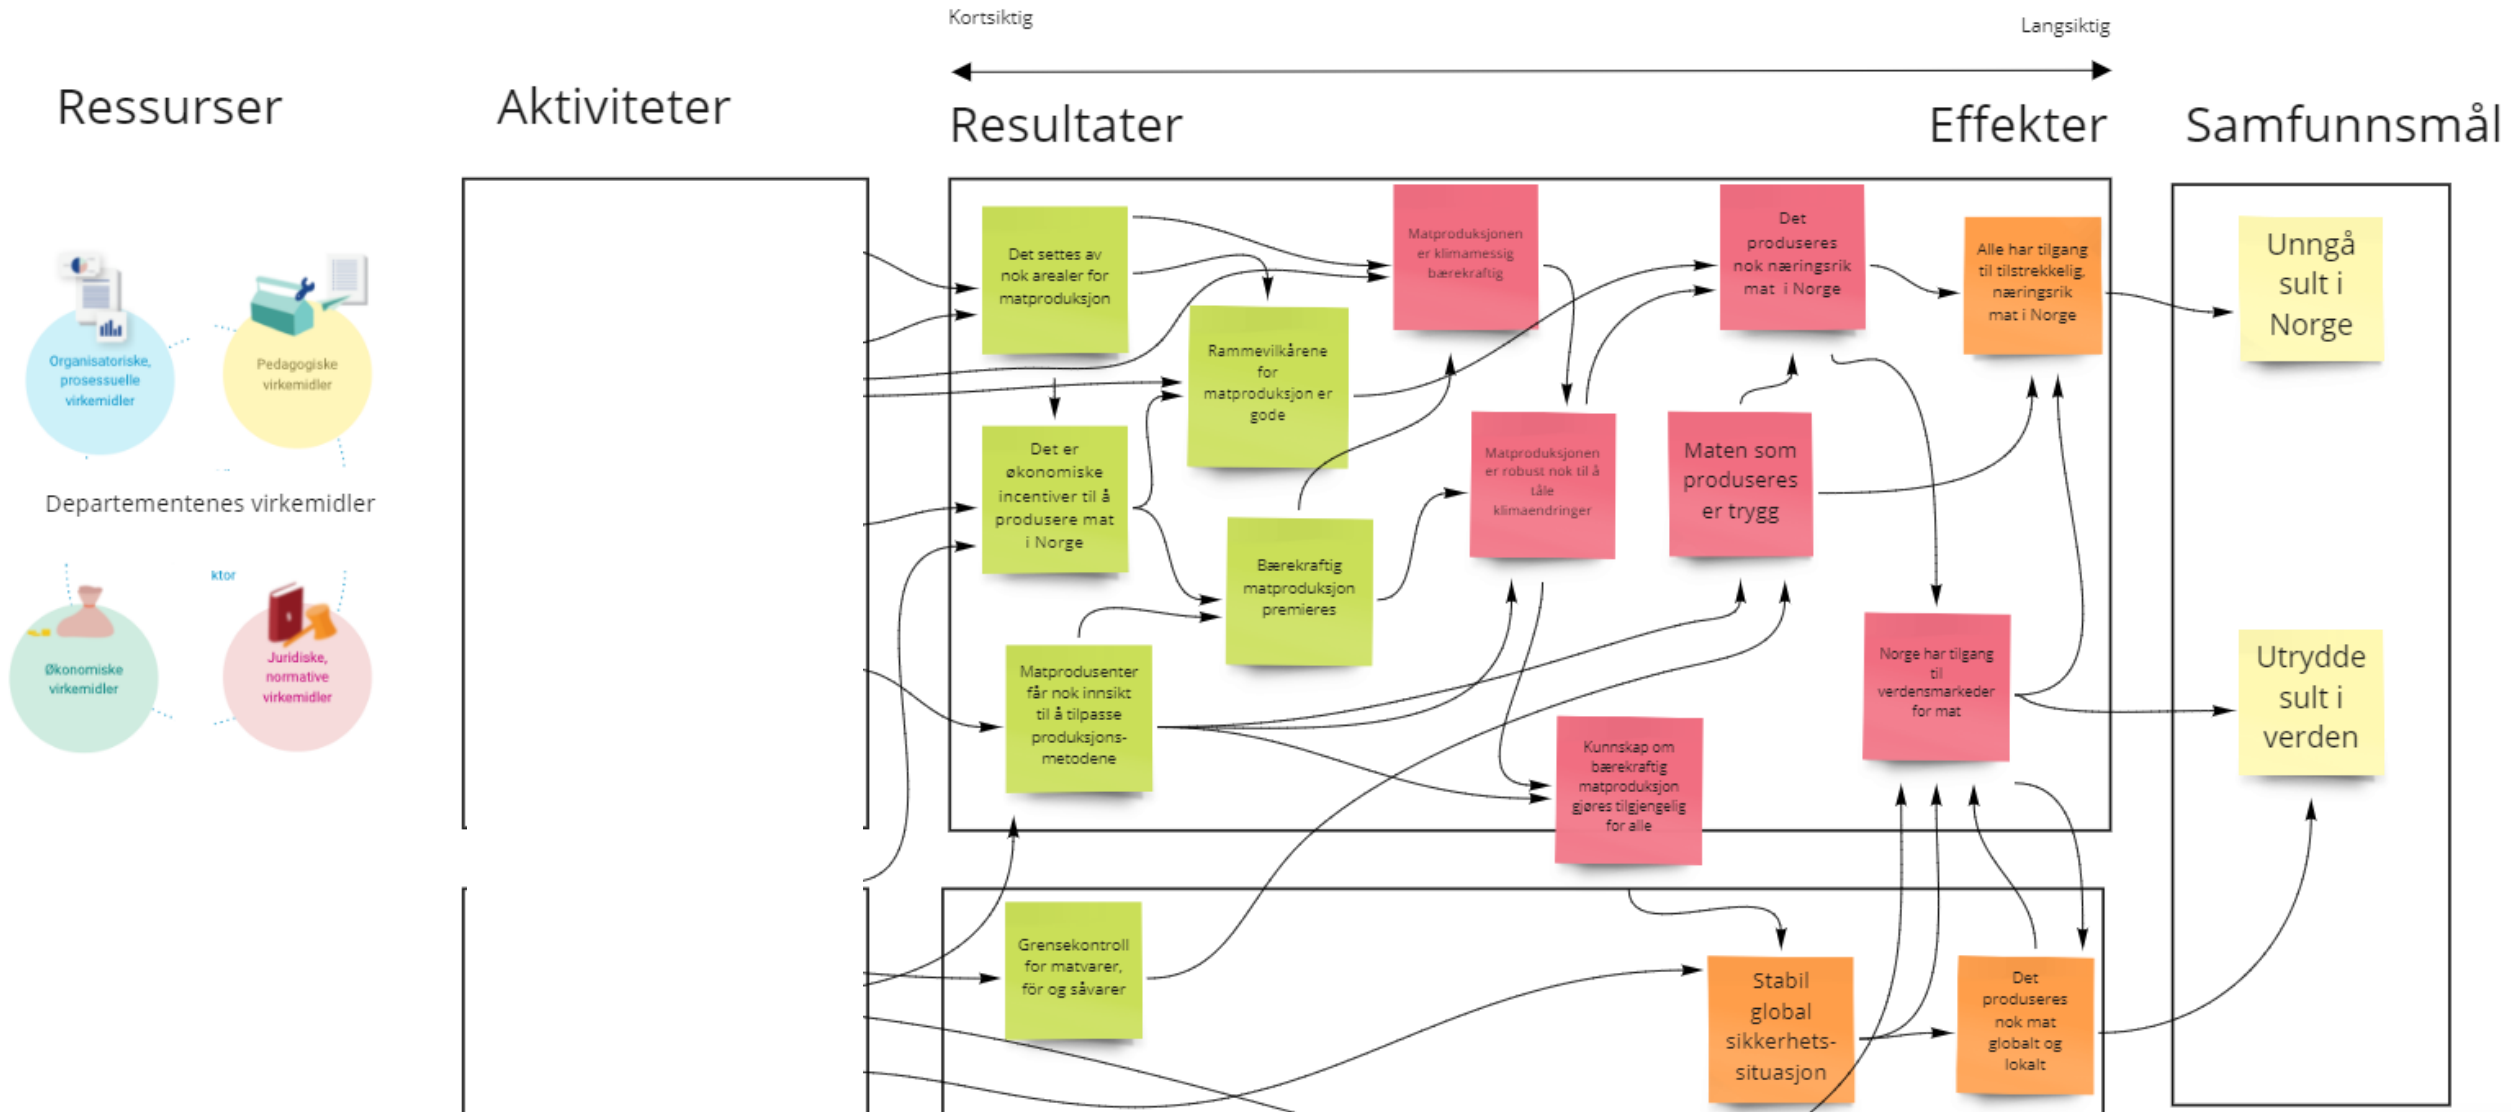 Kortsiktig
Langsiktig
Ressurser
Aktiviteter
Resultater
Effekter
Samfunnsmål
Organisatoriske,
prosessuelle
virkemidler
Pedagogiske
virkemidler
Departementenes virkemidler
ktor
Økonomiske
virkemidler
Juridiske,
normative
virkemidler
Det settes av
nok arealer for
matproduksjon
Rammevilkårene
for
matproduksjon er
gode
Det er
økonomiske
incentiver til å
produsere mat
i Norge
Bærekraftig
matproduksjon
premieres
Matprodusenter
får nok innsikt
til å tilpasse
produksjons-
metodene
Matproduksjonen
er klimamessig
bærekraftig
Matproduksjonen
er robust nok til å
tåle
klimaendringer
Det
produseres
nok næringsrik
mat i Norge
Maten som
produseres
er trygg
Kunnskap om
bærekraftig
matproduksjon
gjøres tilgjengelig
for alle
Alle har tilgang
til tilstrekkelig,
næringsrik
mat i Norge
Norge har tilgang
til
verdensmarkeder
for mat
Unngå
sult i
Norge
Utrydde
sult i
verden
Grensekontroll
for matvarer,
fôr og såvarer
Stabil
global
sikkerhets-
situasjon
Det
produseres
nok mat
globalt og
lokalt